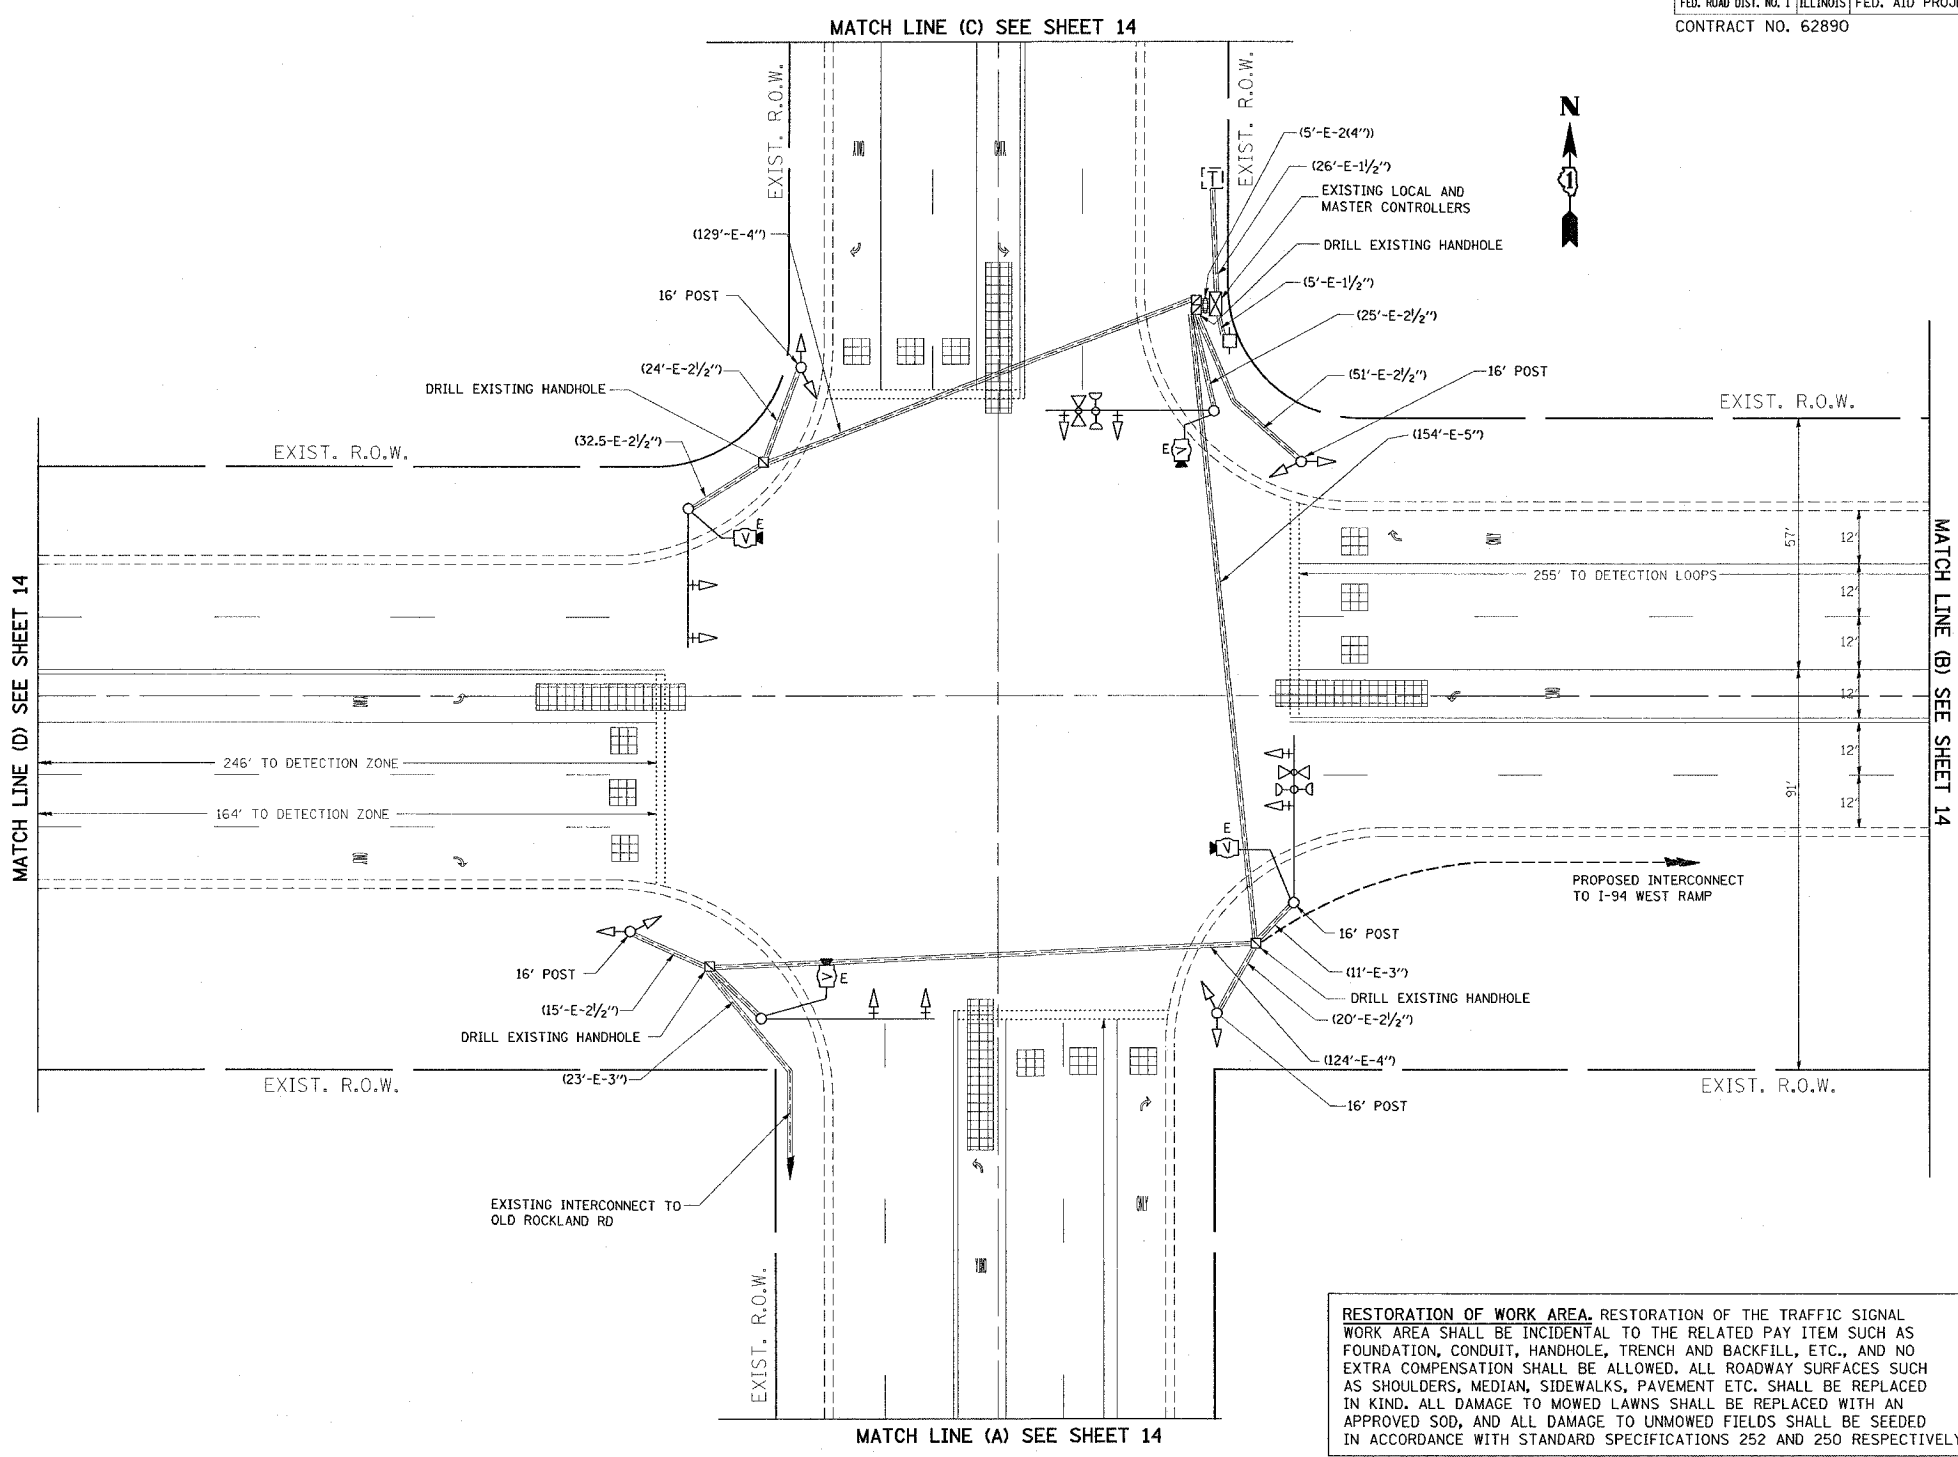 FED. ROAD DIST. NO. 1 ILLINOIS FED. AID PROJ
CONTRACT NO. 62890
MATCH LINE (C) SEE SHEET 14
EXIST. R.O.W.
EXIST. R.O.W.
N
1
(5'-E-2(4"))
(26'-E-1½")
EXISTING LOCAL AND
MASTER CONTROLLERS
ONLY
ONLY
T
(129'-E-4")
DRILL EXISTING HANDHOLE
(5'-E-1½")
16' POST
(25'-E-2½")
(24'-E-2½")
(51'-E-2½")
16' POST
DRILL EXISTING HANDHOLE
EXIST. R.O.W.
(32.5-E-2½")
(154'-E-5")
EXIST. R.O.W.
E
V
E
V
57'
12'
255' TO DETECTION LOOPS
12'
12'
12'
12'
12'
91'
MATCH LINE (D) SEE SHEET 14
MATCH LINE (B) SEE SHEET 14
246' TO DETECTION ZONE
164' TO DETECTION ZONE
E
V
PROPOSED INTERCONNECT
TO I-94 WEST RAMP
16' POST
16' POST
V
E
(11'-E-3")
(15'-E-2½")
DRILL EXISTING HANDHOLE
(20'-E-2½")
DRILL EXISTING HANDHOLE
(124'-E-4")
(23'-E-3")
EXIST. R.O.W.
EXIST. R.O.W.
16' POST
EXISTING INTERCONNECT TO
OLD ROCKLAND RD
ONLY
ONLY
EXIST. R.O.W.
MATCH LINE (A) SEE SHEET 14
RESTORATION OF WORK AREA. RESTORATION OF THE TRAFFIC SIGNAL
WORK AREA SHALL BE INCIDENTAL TO THE RELATED PAY ITEM SUCH AS
FOUNDATION, CONDUIT, HANDHOLE, TRENCH AND BACKFILL, ETC., AND NO
EXTRA COMPENSATION SHALL BE ALLOWED. ALL ROADWAY SURFACES SUCH
AS SHOULDERS, MEDIAN, SIDEWALKS, PAVEMENT ETC. SHALL BE REPLACED
IN KIND. ALL DAMAGE TO MOWED LAWNS SHALL BE REPLACED WITH AN
APPROVED SOD, AND ALL DAMAGE TO UNMOWED FIELDS SHALL BE SEEDED
IN ACCORDANCE WITH STANDARD SPECIFICATIONS 252 AND 250 RESPECTIVELY